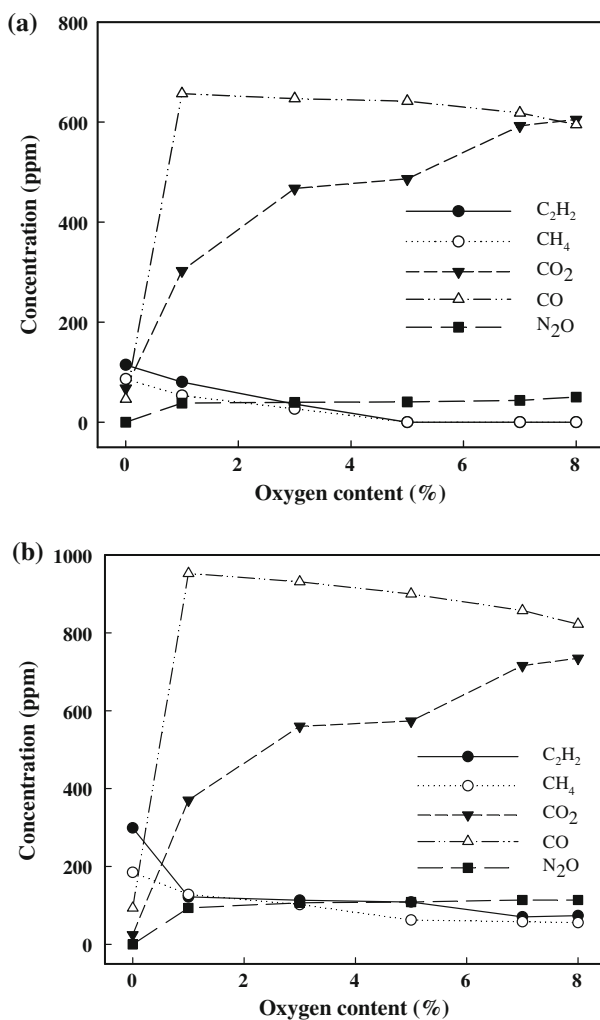 (a)
800
600
400
200
0
Concentration (ppm)
C₂H₂
CH₄
CO₂
CO
N₂O
0 2 4 6 8
Oxygen content (%)
(b)
1000
800
600
400
200
0
Concentration (ppm)
C₂H₂
CH₄
CO₂
CO
N₂O
0 2 4 6 8
Oxygen content (%)